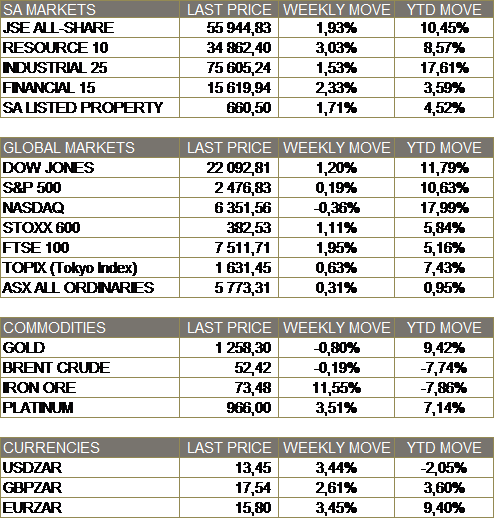 SA MARKETS LAST PRICE WEEKLY MOVE YTD MOVE
JSE ALL-SHARE 55 944,83 1,93% 10,45%
RESOURCE 10 34 862,40 3,03% 8,57%
INDUSTRIAL 25 75 605,24 1,53% 17,61%
FINANCIAL 15 15 619,94 2,33% 3,59%
SA LISTED PROPERTY 660,50 1,71% 4,52%
GLOBAL MARKETS LAST PRICE WEEKLY MOVE YTD MOVE
DOW JONES 22 092,81 1,20% 11,79%
S&P 500 2 476,83 0,19% 10,63%
NASDAQ 6 351,56 -0,36% 17,99%
STOXX 600 382,53 1,11% 5,84%
FTSE 100 7 511,71 1,95% 5,16%
TOPIX (Tokyo Index) 1 631,45 0,63% 7,43%
ASX ALL ORDINARIES 5 773,31 0,31% 0,95%
COMMODITIES LAST PRICE WEEKLY MOVE YTD MOVE
GOLD 1 258,30 -0,80% 9,42%
BRENT CRUDE 52,42 -0,19% -7,74%
IRON ORE 73,48 11,55% -7,86%
PLATINUM 966,00 3,51% 7,14%
CURRENCIES LAST PRICE WEEKLY MOVE YTD MOVE
USDZAR 13,45 3,44% -2,05%
GBPZAR 17,54 2,61% 3,60%
EURZAR 15,80 3,45% 9,40%